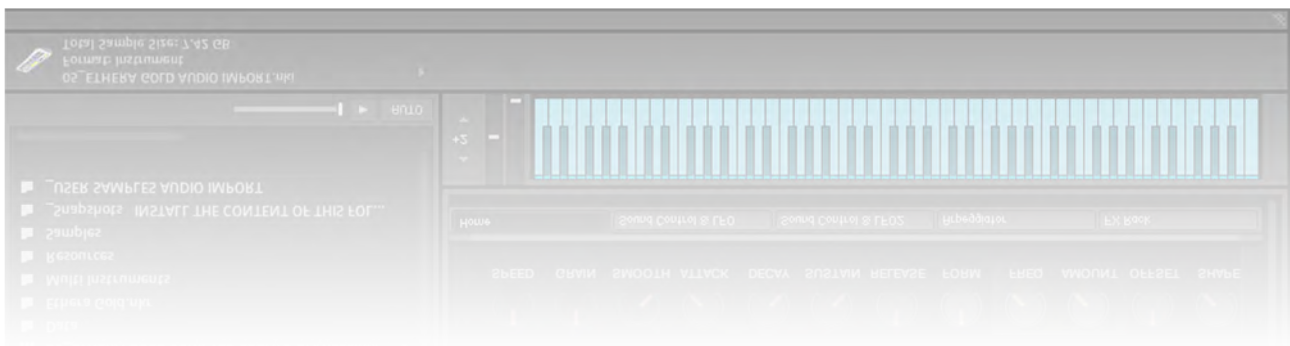 Total Sample Size: 7.42 GB
Format: Instrument
05_ETHERA GOLD AUDIO IMPORT.nki
AUTO
+2
_USER SAMPLES AUDIO IMPORT
_Snapshots INSTALL THE CONTENT OF THIS FOL...
Home Sound Control & LFO Sound Control & LFO2 Arpeggiator FX Rack
Samples
Resources
SPEED GRAIN SMOOTH ATTACK DECAY SUSTAIN RELEASE FORM FREQ AMOUNT OFFSET SHAPE
Multi Instruments
Ethera Gold.nkr
Data